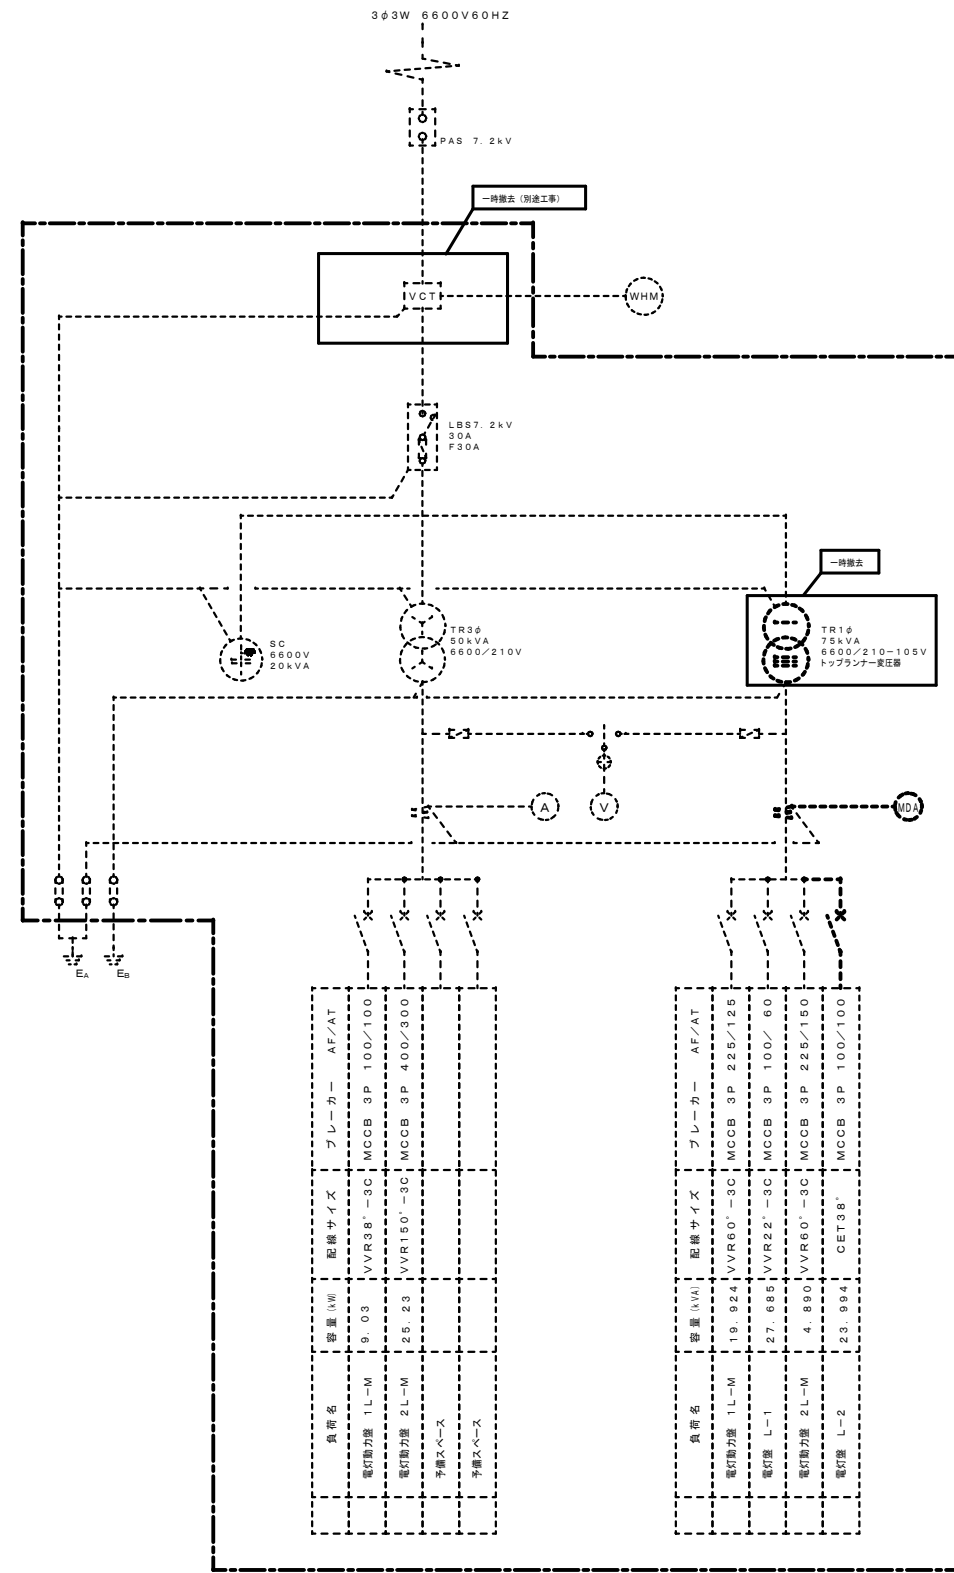 3φ3W 6600V60HZ
PAS 7.2kV
一時撤去(別途工事)
VCT
WHM
LBS7.2kV
30A
F30A
一時撤去
SC
6600V
20kVA
TR3φ
50kVA
6600/210V
TR1φ
75kVA
6600/210-105V
トップランナー変圧器
A
V
MDA
EA
EB
負荷名 容量(kW) 配線サイズ ブレーカー AF/AT
電灯動力盤 1L-M 9.03 VVR38°-3C MCCB 3P 100/100
電灯動力盤 2L-M 25.23 VVR150°-3C MCCB 3P 400/300
予備スペース
予備スペース
負荷名 容量(kVA) 配線サイズ ブレーカー AF/AT
電灯動力盤 1L-M 19.924 VVR60°-3C MCCB 3P 225/125
電灯盤 L-1 27.685 VVR22°-3C MCCB 3P 100/ 60
電灯動力盤 2L-M 4.890 VVR60°-3C MCCB 3P 225/150
電灯盤 L-2 23.994 CET38° MCCB 3P 100/100